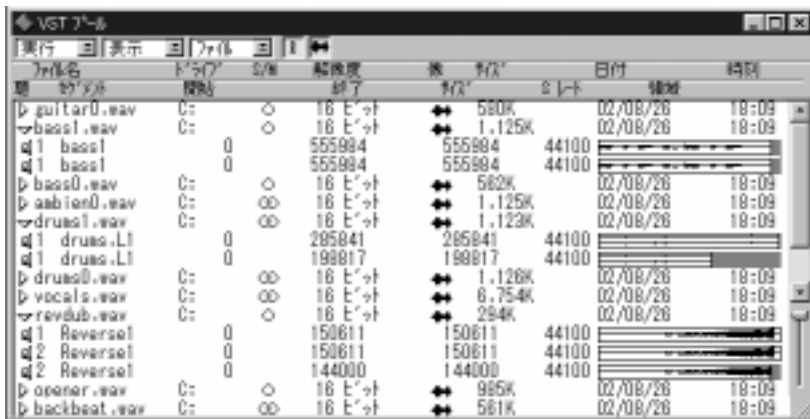 VST プール
実行 表示 ファイル
ファイル名 ドライブ S/M 解像度 像 サイズ 日付 時刻
セグメント 開始 終了 サイズ S レート 領域
guitar0.wav C: 16 ビット 580K 02/08/26 18:09
bass1.wav C: 16 ビット 1.125K 02/08/26 18:09
1 bass1 0 555984 555984 44100
1 bass1 0 555984 555984 44100
bass0.wav C: 16 ビット 562K 02/08/26 18:09
ambien0.wav C: 16 ビット 1.125K 02/08/26 18:09
drums1.wav C: 16 ビット 1.123K 02/08/26 18:09
1 drums.L1 0 285841 285841 44100
1 drums.L1 0 198817 198817 44100
drums0.wav C: 16 ビット 1.126K 02/08/26 18:09
vocals.wav C: 16 ビット 6.754K 02/08/26 18:09
revdub.wav C: 16 ビット 294K 02/08/26 18:09
1 Reverse1 0 150611 150611 44100
2 Reverse1 0 150611 150611 44100
2 Reverse1 0 144000 144000 44100
opener.wav C: 16 ビット 985K 02/08/26 18:09
backbeat.wav C: 16 ビット 561K 02/08/26 18:09